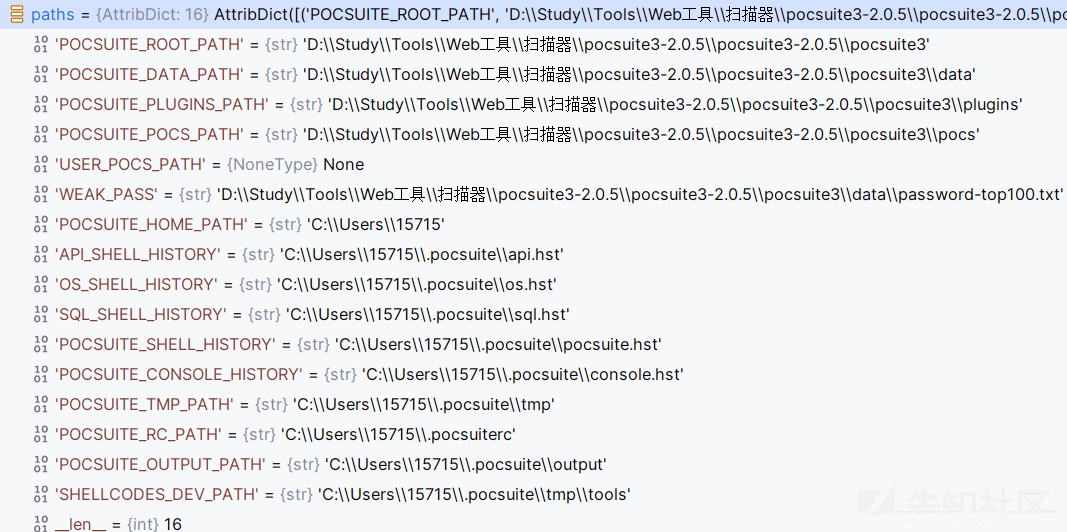 paths = {AttribDict: 16} AttribDict([('POCSUITE_ROOT_PATH', 'D:\\Study\\Tools\\Web工具\\扫描器\\pocsuite3-2.0.5\\pocsuite3-2.0.5\\po
'POCSUITE_ROOT_PATH' = {str} 'D:\\Study\\Tools\\Web工具\\扫描器\\pocsuite3-2.0.5\\pocsuite3-2.0.5\\pocsuite3'
'POCSUITE_DATA_PATH' = {str} 'D:\\Study\\Tools\\Web工具\\扫描器\\pocsuite3-2.0.5\\pocsuite3-2.0.5\\pocsuite3\\data'
'POCSUITE_PLUGINS_PATH' = {str} 'D:\\Study\\Tools\\Web工具\\扫描器\\pocsuite3-2.0.5\\pocsuite3-2.0.5\\pocsuite3\\plugins'
'POCSUITE_POCS_PATH' = {str} 'D:\\Study\\Tools\\Web工具\\扫描器\\pocsuite3-2.0.5\\pocsuite3-2.0.5\\pocsuite3\\pocs'
'USER_POCS_PATH' = {NoneType} None
'WEAK_PASS' = {str} 'D:\\Study\\Tools\\Web工具\\扫描器\\pocsuite3-2.0.5\\pocsuite3-2.0.5\\pocsuite3\\data\\password-top100.txt'
'POCSUITE_HOME_PATH' = {str} 'C:\\Users\\15715'
'API_SHELL_HISTORY' = {str} 'C:\\Users\\15715\\.pocsuite\\api.hst'
'OS_SHELL_HISTORY' = {str} 'C:\\Users\\15715\\.pocsuite\\os.hst'
'SQL_SHELL_HISTORY' = {str} 'C:\\Users\\15715\\.pocsuite\\sql.hst'
'POCSUITE_SHELL_HISTORY' = {str} 'C:\\Users\\15715\\.pocsuite\\pocsuite.hst'
'POCSUITE_CONSOLE_HISTORY' = {str} 'C:\\Users\\15715\\.pocsuite\\console.hst'
'POCSUITE_TMP_PATH' = {str} 'C:\\Users\\15715\\.pocsuite\\tmp'
'POCSUITE_RC_PATH' = {str} 'C:\\Users\\15715\\.pocsuiterc'
'POCSUITE_OUTPUT_PATH' = {str} 'C:\\Users\\15715\\.pocsuite\\output'
'SHELLCODES_DEV_PATH' = {str} 'C:\\Users\\15715\\.pocsuite\\tmp\\tools'
__len__ = {int} 16
先知社区